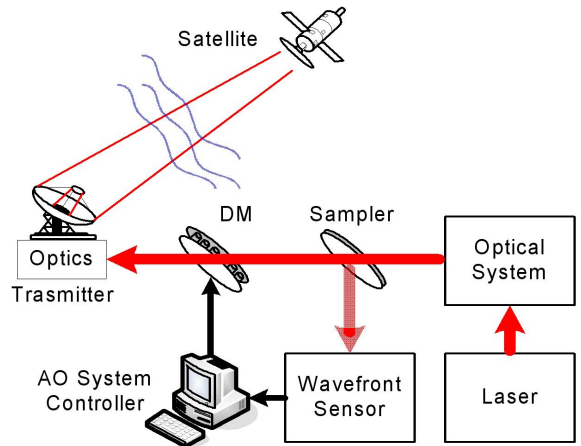 Satellite
DM
Sampler
Optics
Trasmitter
Optical
System
AO System
Controller
Wavefront
Sensor
Laser